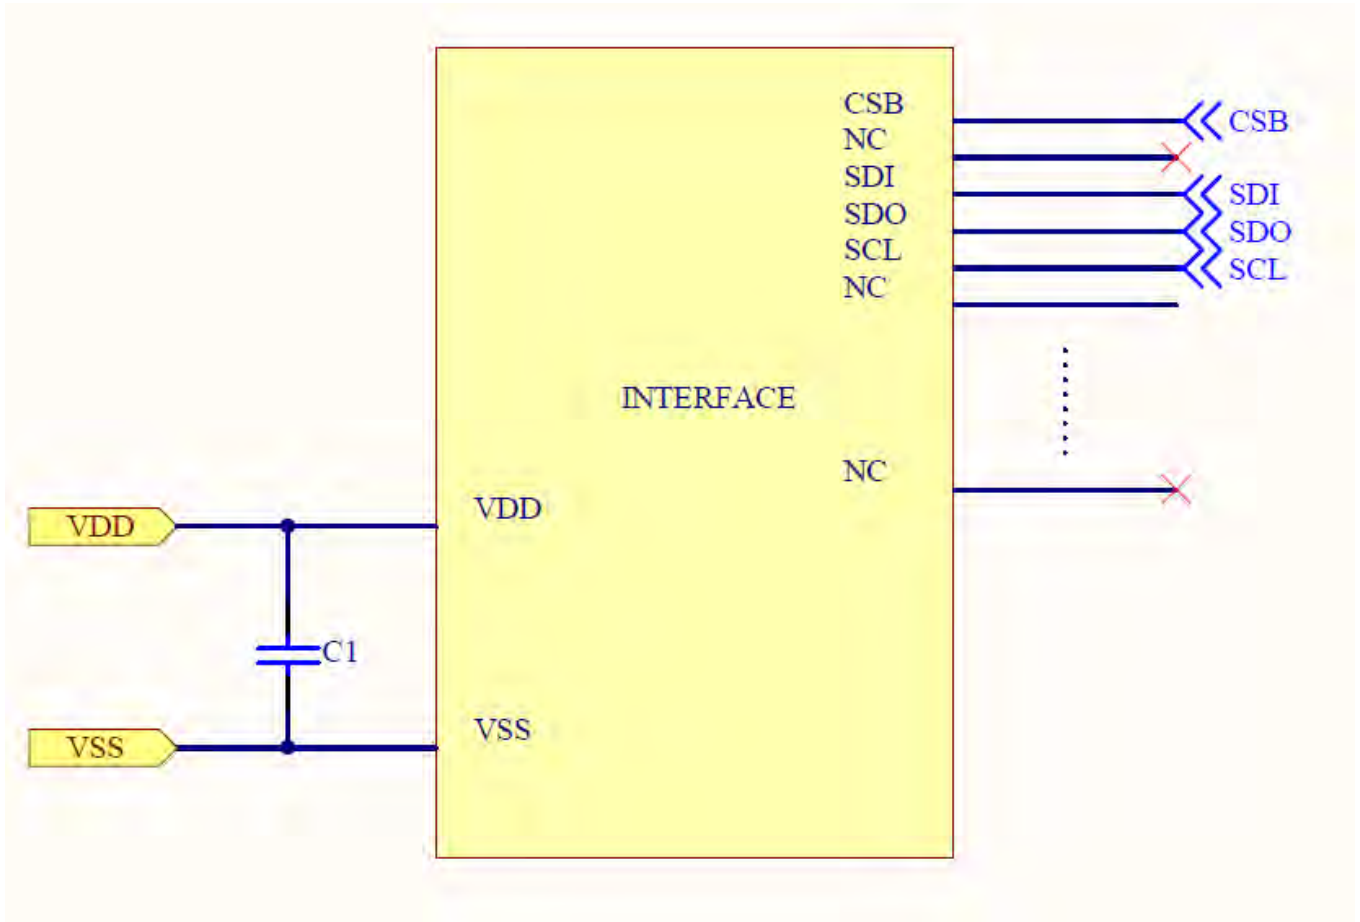 CSB
CSB
NC
SDI
SDI
SDO
SDO
SCL
SCL
NC
INTERFACE
NC
VDD
VDD
C1
VSS
VSS